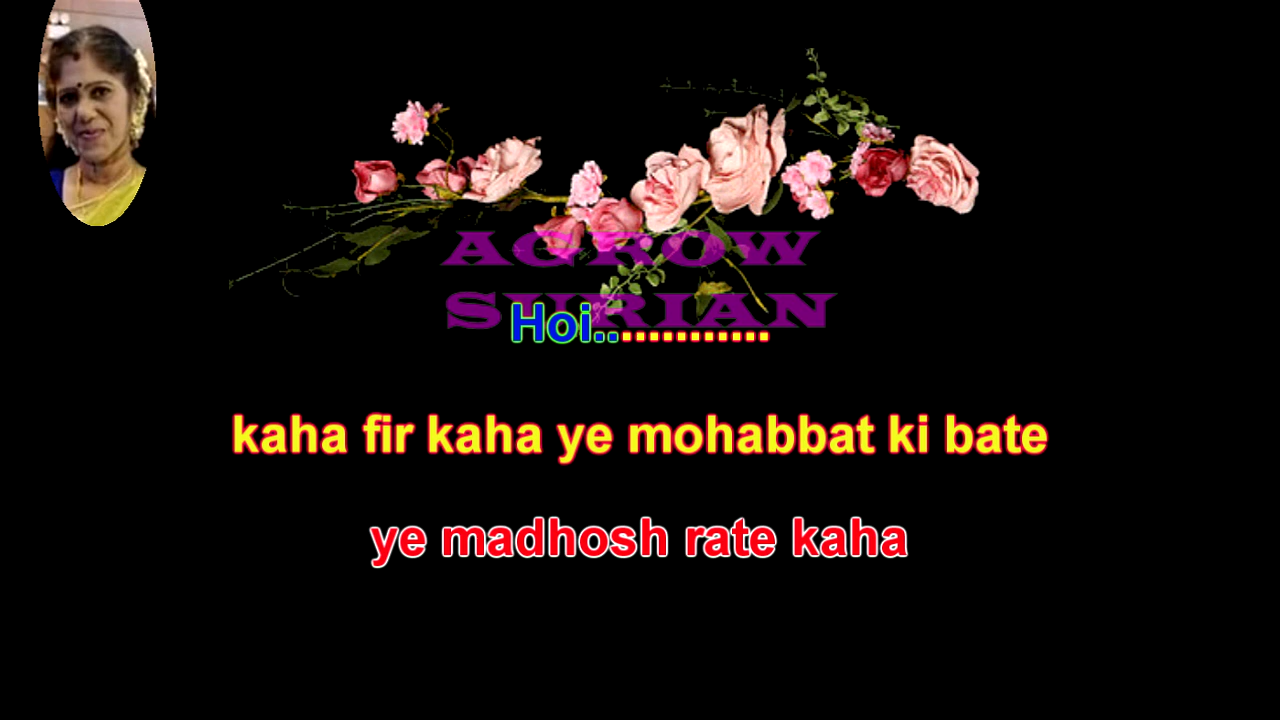 AGROW
SURIAN
Hoi.............
kaha fir kaha ye mohabbat ki bate
ye madhosh rate kaha